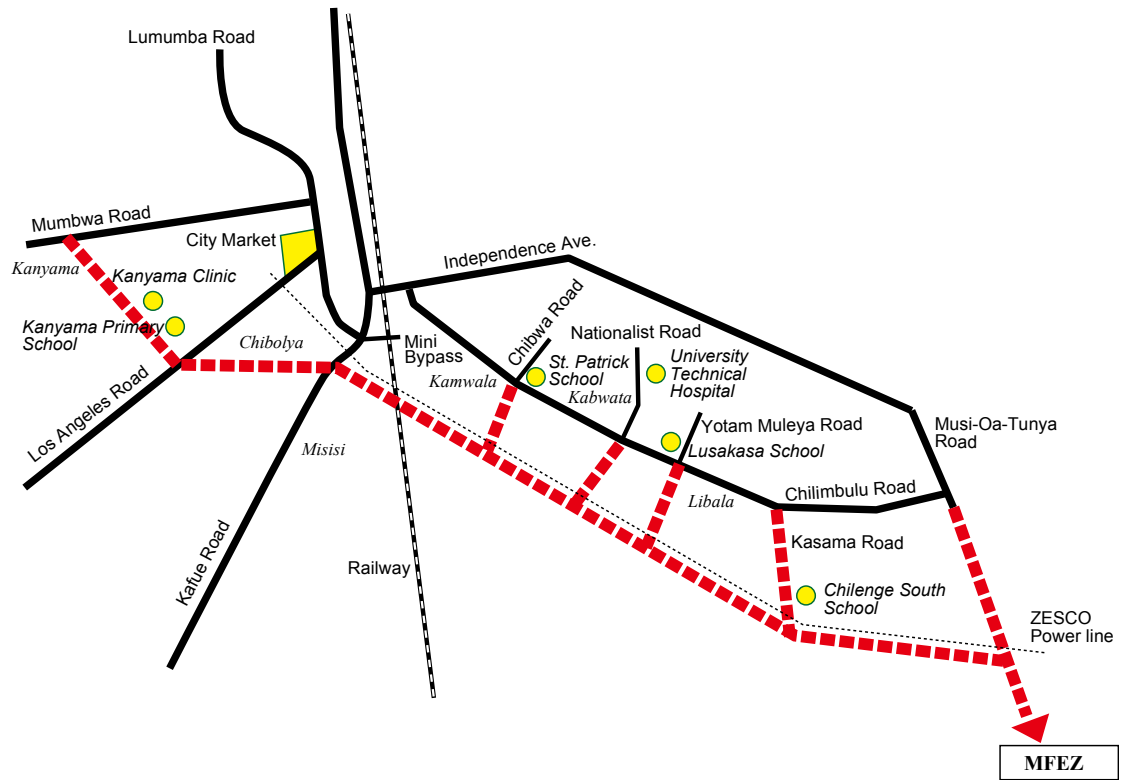 Lumumba Road
Mumbwa Road
City Market
Kanyama
Kanyama Clinic
Kanyama Primary
School
Chibolya
Los Angeles Road
Misisi
Kafue Road
Railway
Mini
Bypass
Independence Ave.
Kamwala
Chibwa Road
St. Patrick
School
Nationalist Road
Kabwata
University
Technical
Hospital
Yotam Muleya Road
Lusakasa School
Libala
Musi-Oa-Tunya
Road
Chilimbulu Road
Kasama Road
Chilenge South
School
ZESCO
Power line
MFEZ